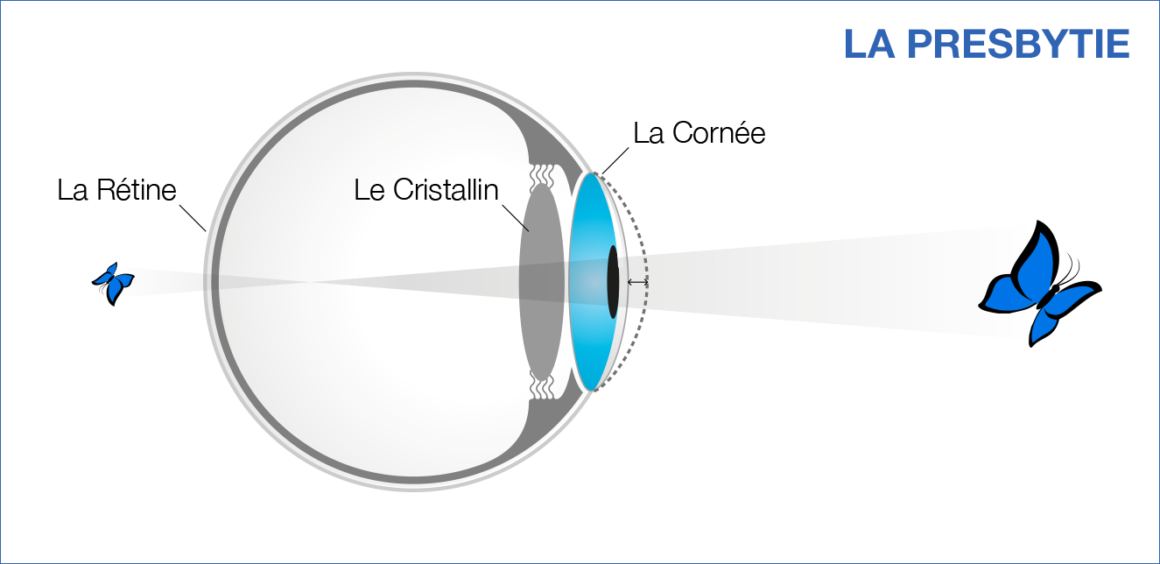 LA PRESBYTIE
La Cornée
La Rétine
Le Cristallin